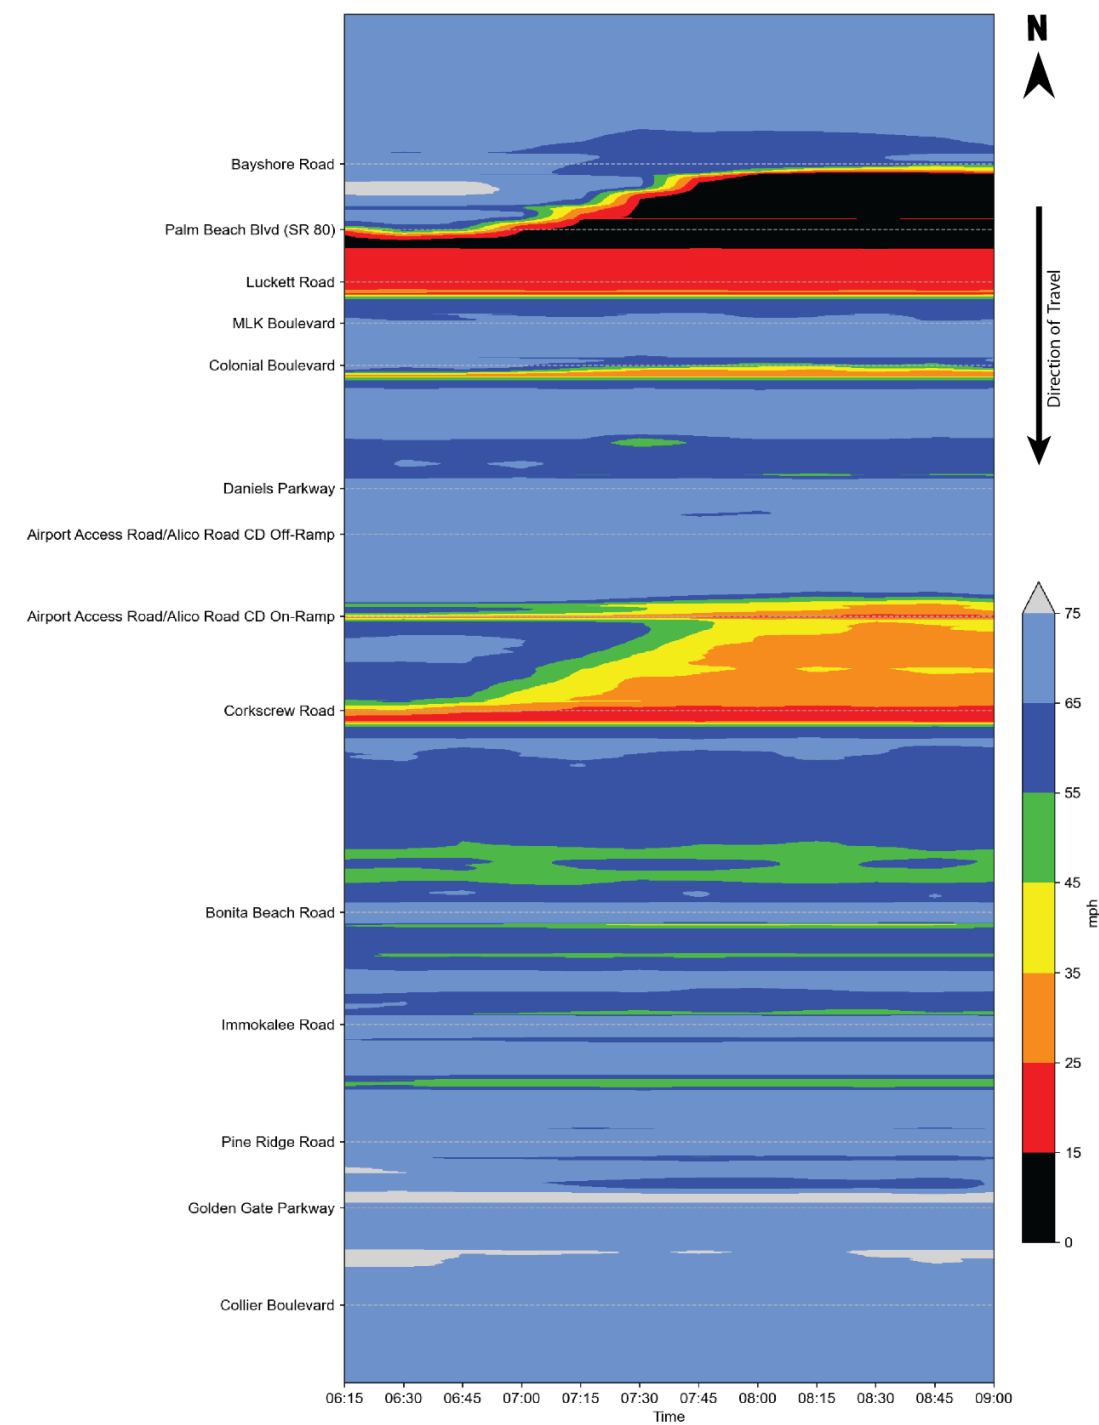 N
Bayshore Road
Palm Beach Blvd (SR 80)
Luckett Road
MLK Boulevard
Colonial Boulevard
Daniels Parkway
Airport Access Road/Alico Road CD Off-Ramp
Airport Access Road/Alico Road CD On-Ramp
Corkscrew Road
Bonita Beach Road
Immokalee Road
Pine Ridge Road
Golden Gate Parkway
Collier Boulevard
06:15 06:30 06:45 07:00 07:15 07:30 07:45 08:00 08:15 08:30 08:45 09:00
Time
Direction of Travel
75
65
55
45
35
25
15
0
mph